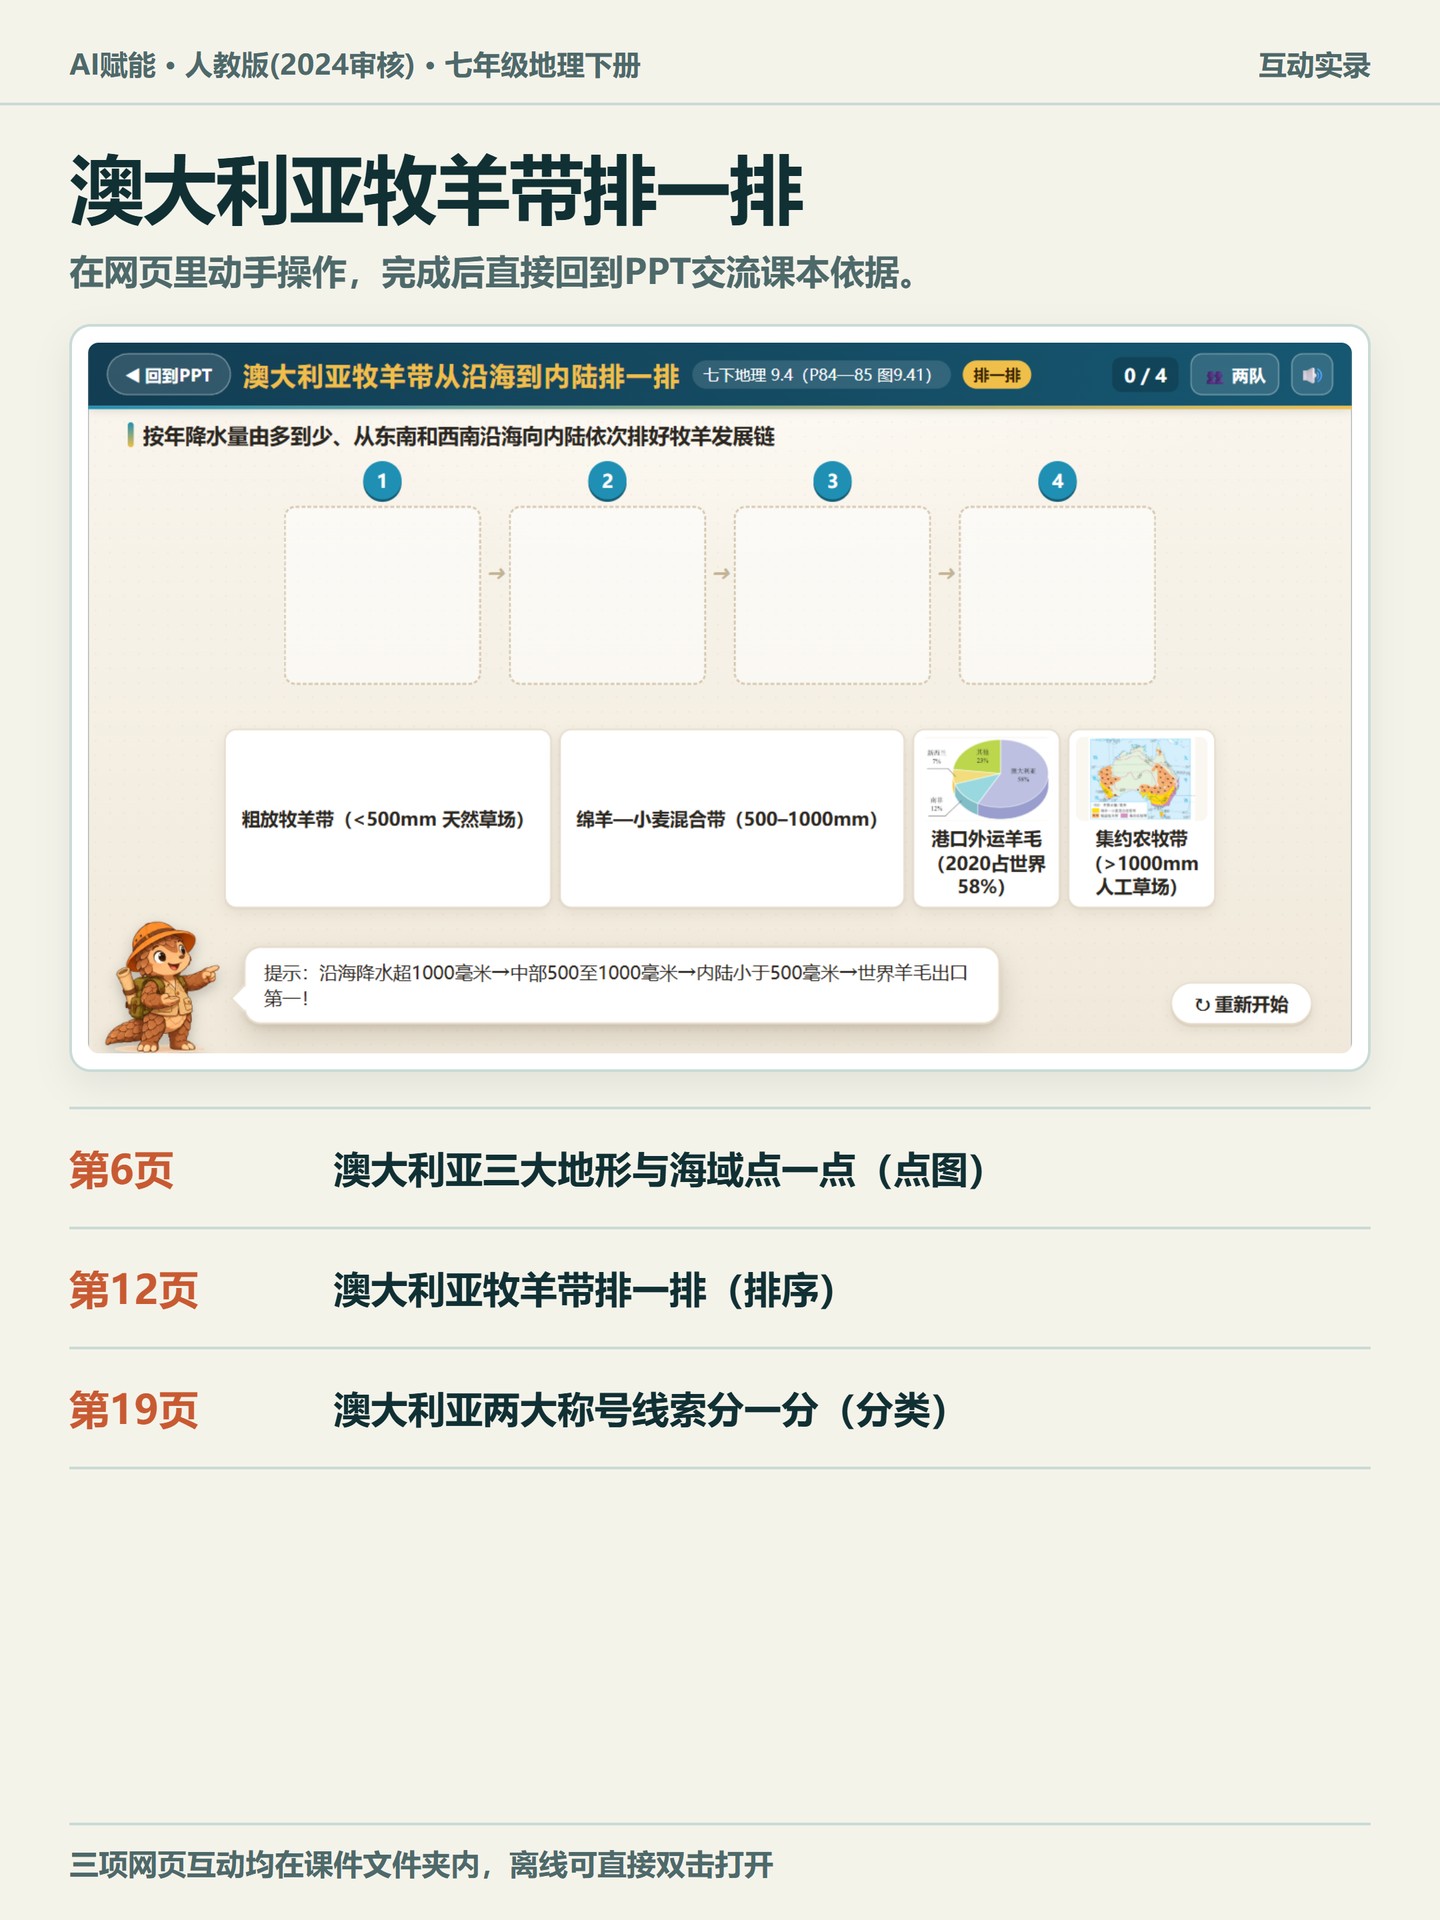 AI赋能 • 人教版(2024审核) • 七年级地理下册
互动实录
澳大利亚牧羊带排一排
在网页里动手操作，完成后直接回到PPT交流课本依据。
◀ 回到PPT
澳大利亚牧羊带从沿海到内陆排一排
七下地理 9.4（P84—85 图9.41）
排一排
0 / 4
两队
按年降水量由多到少、从东南和西南沿海向内陆依次排好牧羊发展链
1
2
3
4
→
→
→
粗放牧羊带（<500mm 天然草场）
绵羊—小麦混合带（500–1000mm）
新西兰
7%
其他
23%
澳大利亚
58%
南非
12%
港口外运羊毛
（2020占世界
58%）
集约农牧带
（>1000mm
人工草场）
提示：沿海降水超1000毫米→中部500至1000毫米→内陆小于500毫米→世界羊毛出口
第一！
↻ 重新开始
第6页
澳大利亚三大地形与海域点一点（点图）
第12页
澳大利亚牧羊带排一排（排序）
第19页
澳大利亚两大称号线索分一分（分类）
三项网页互动均在课件文件夹内，离线可直接双击打开